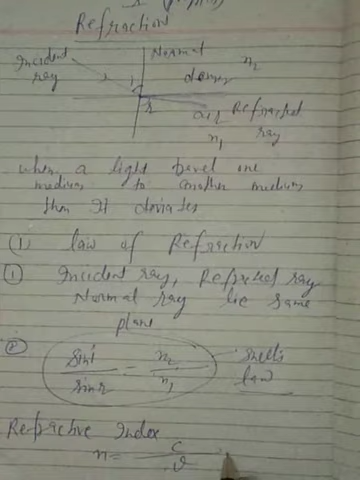 Refraction
Incident
ray
Normal
n2
denser
i
r
air
n1
Refracted
ray
when a light travel one
medium to another medium
then It deviates
(1) law of Refraction
(1) Incident ray, Refracted ray
Normal ray lie same
plane
(2) Sin i / Sin r = n2 / n1
Snell's
law
Refractive Index
n = c / v